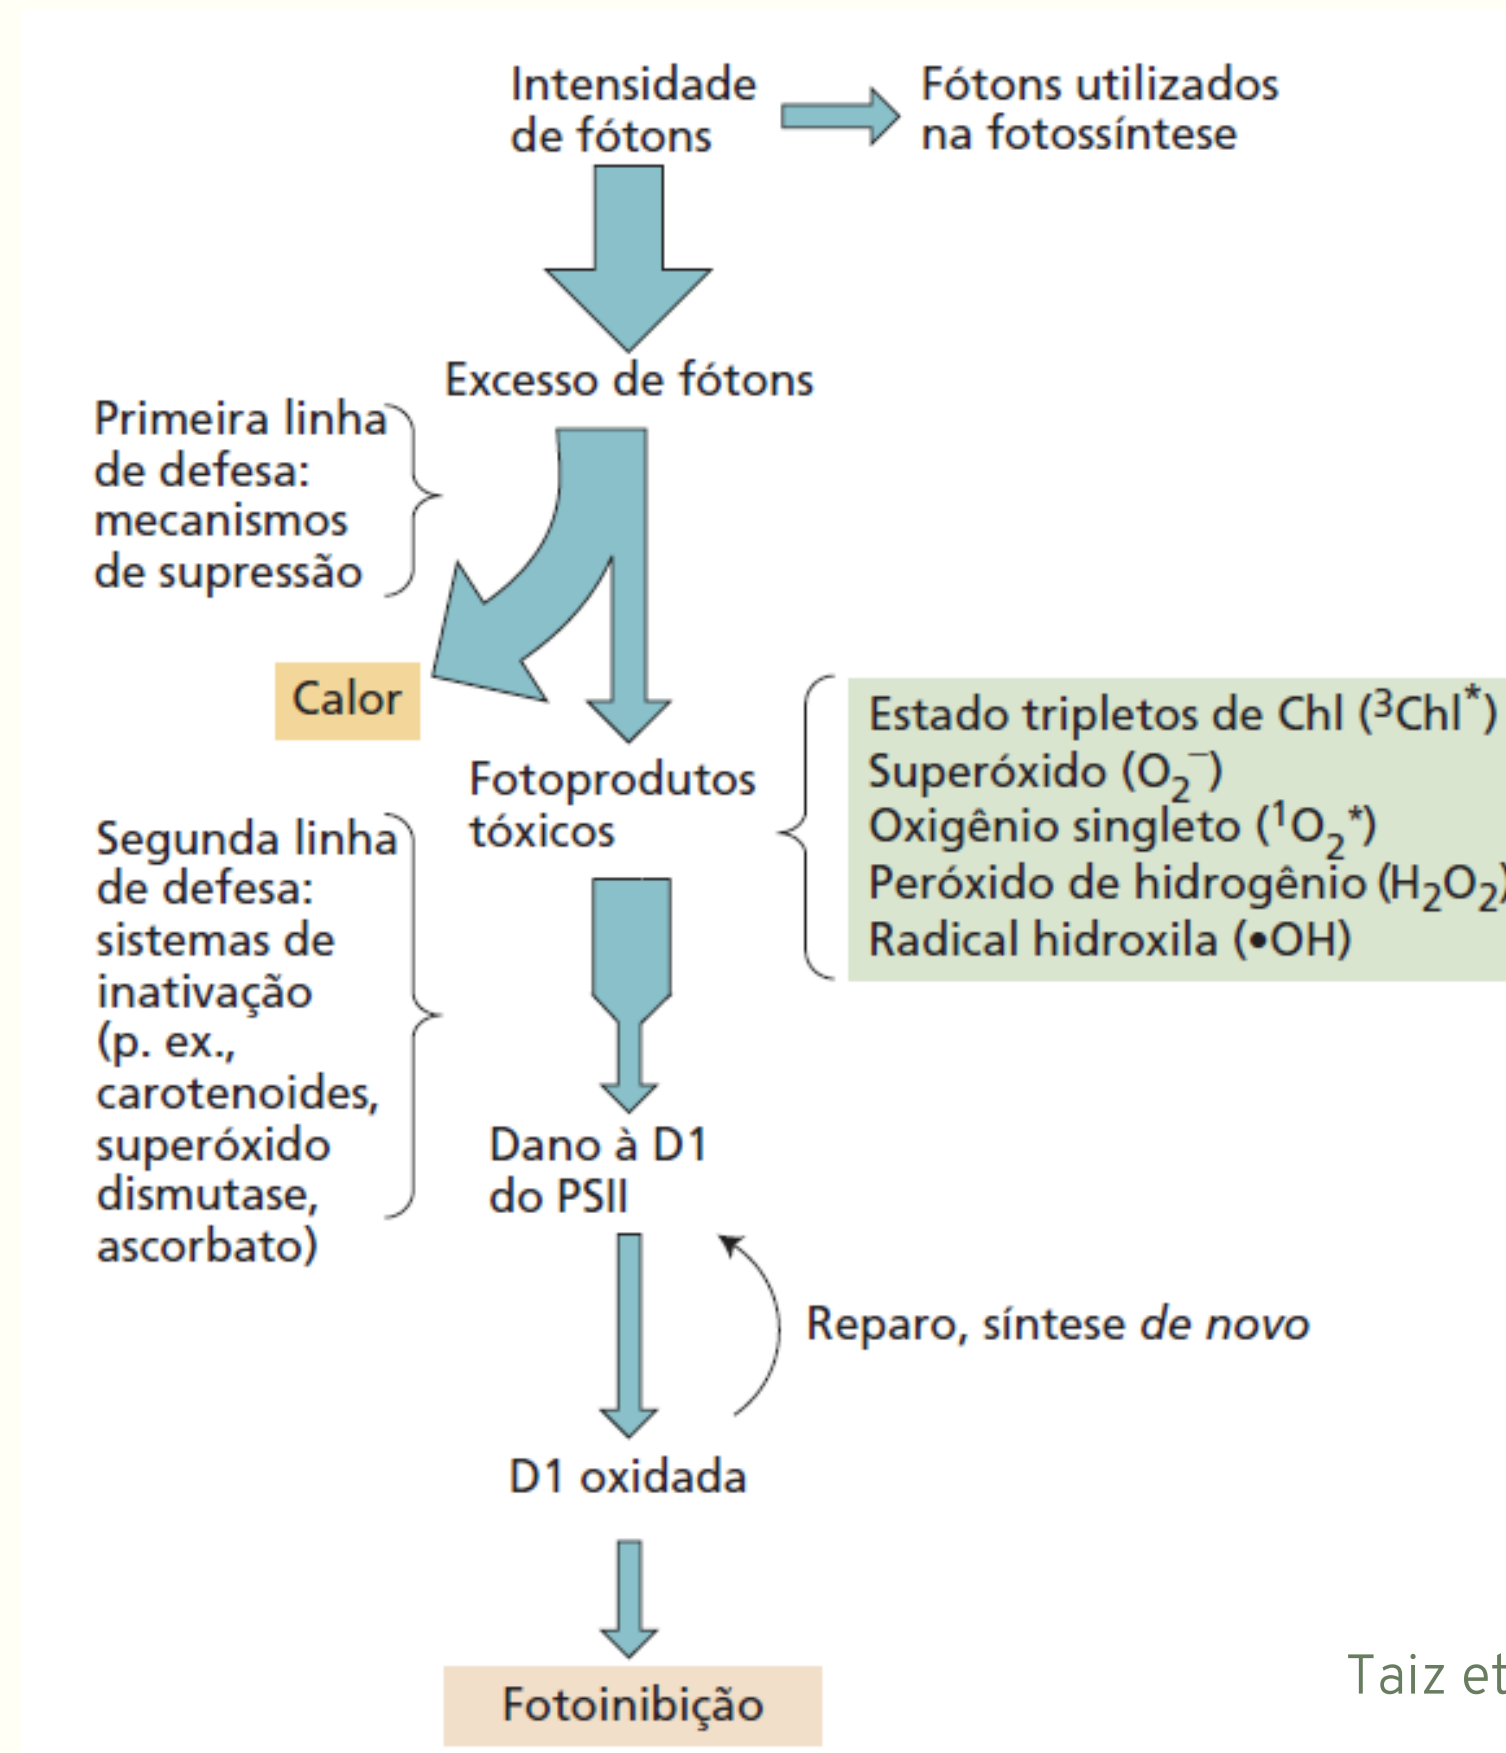 Intensidade
de fótons
Fótons utilizados
na fotossíntese
Excesso de fótons
Primeira linha
de defesa:
mecanismos
de supressão
Calor
Fotoprodutos
tóxicos
Estado tripletos de Chl (³Chl*)
Superóxido (O₂⁻)
Oxigênio singleto (¹O₂*)
Peróxido de hidrogênio (H₂O₂)
Radical hidroxila (•OH)
Segunda linha
de defesa:
sistemas de
inativação
(p. ex.,
carotenoides,
superóxido
dismutase,
ascorbato)
Dano à D1
do PSII
Reparo, síntese de novo
D1 oxidada
Fotoinibição
Taiz et